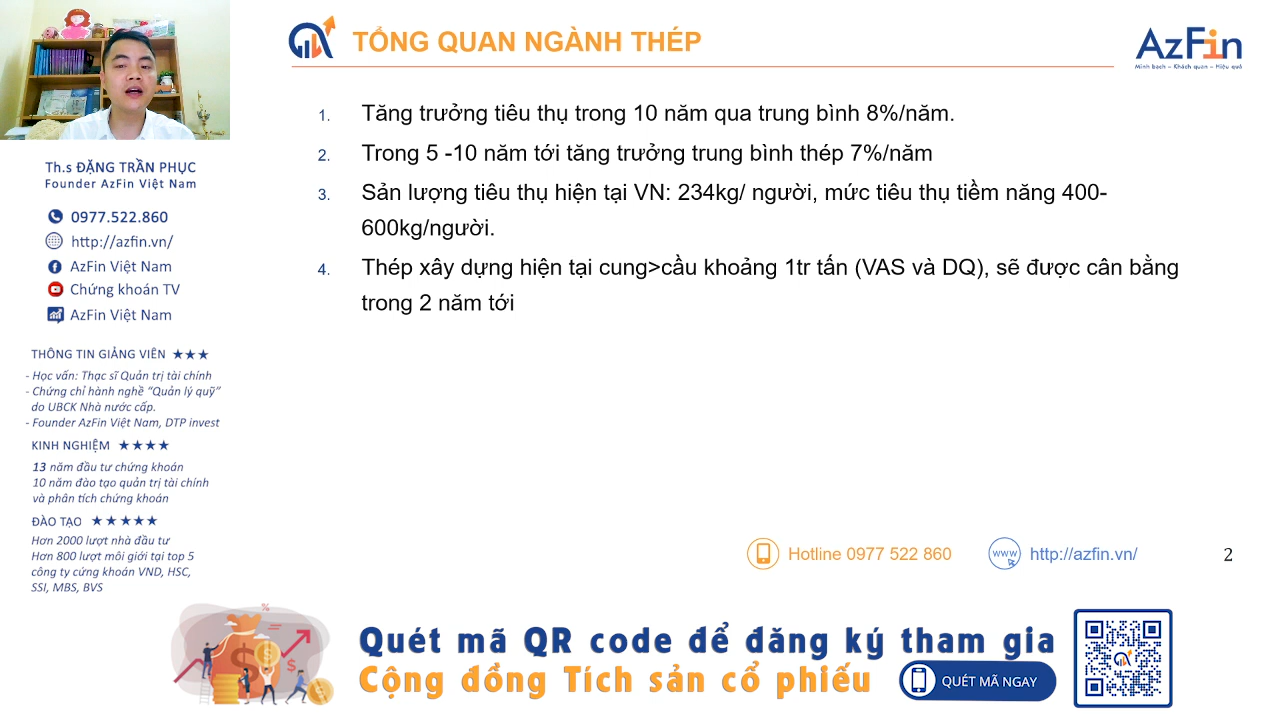 TỔNG QUAN NGÀNH THÉP
AzFin
Minh bạch – Khách quan – Hiệu quả
1. Tăng trưởng tiêu thụ trong 10 năm qua trung bình 8%/năm.
2. Trong 5 -10 năm tới tăng trưởng trung bình thép 7%/năm
3. Sản lượng tiêu thụ hiện tại VN: 234kg/ người, mức tiêu thụ tiềm năng 400-
600kg/người.
4. Thép xây dựng hiện tại cung>cầu khoảng 1tr tấn (VAS và DQ), sẽ được cân bằng
trong 2 năm tới
Th.s ĐẶNG TRẦN PHỤC
Founder AzFin Việt Nam
0977.522.860
http://azfin.vn/
AzFin Việt Nam
Chứng khoán TV
AzFin Việt Nam
THÔNG TIN GIẢNG VIÊN ★★★
- Học vấn: Thạc sĩ Quản trị tài chính
- Chứng chỉ hành nghề “Quản lý quỹ”
do UBCK Nhà nước cấp.
- Founder AzFin Việt Nam, DTP invest
KINH NGHIỆM ★★★★
13 năm đầu tư chứng khoán
10 năm đào tạo quản trị tài chính
và phân tích chứng khoán
ĐÀO TẠO ★★★★★
Hơn 2000 lượt nhà đầu tư
Hơn 800 lượt môi giới tại top 5
công ty cứng khoán VND, HSC,
SSI, MBS, BVS
Hotline 0977 522 860
www
http://azfin.vn/
2
Quét mã QR code để đăng ký tham gia
Cộng đồng Tích sản cổ phiếu
QUÉT MÃ NGAY